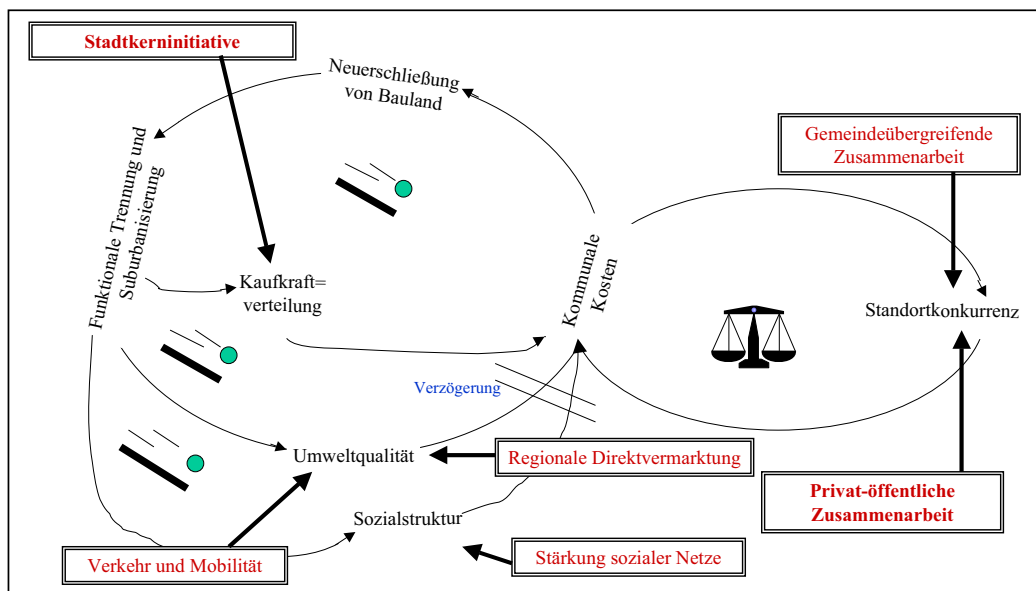 Stadtkerninitiative
Neuerschließung
von Bauland
Gemeindeübergreifende
Zusammenarbeit
Funktionale Trennung und
Suburbanisierung
Kaufkraft=
verteilung
Kommunale
Kosten
Standortkonkurrenz
Verzögerung
Umweltqualität
Regionale Direktvermarktung
Privat-öffentliche
Zusammenarbeit
Sozialstruktur
Verkehr und Mobilität
Stärkung sozialer Netze